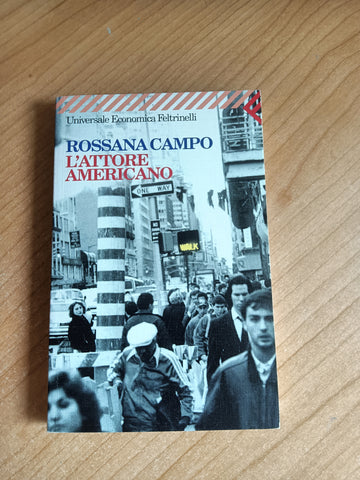 Universale Economica Feltrinelli
ROSSANA CAMPO
L'ATTORE
AMERICANO
ONE WAY
WALK